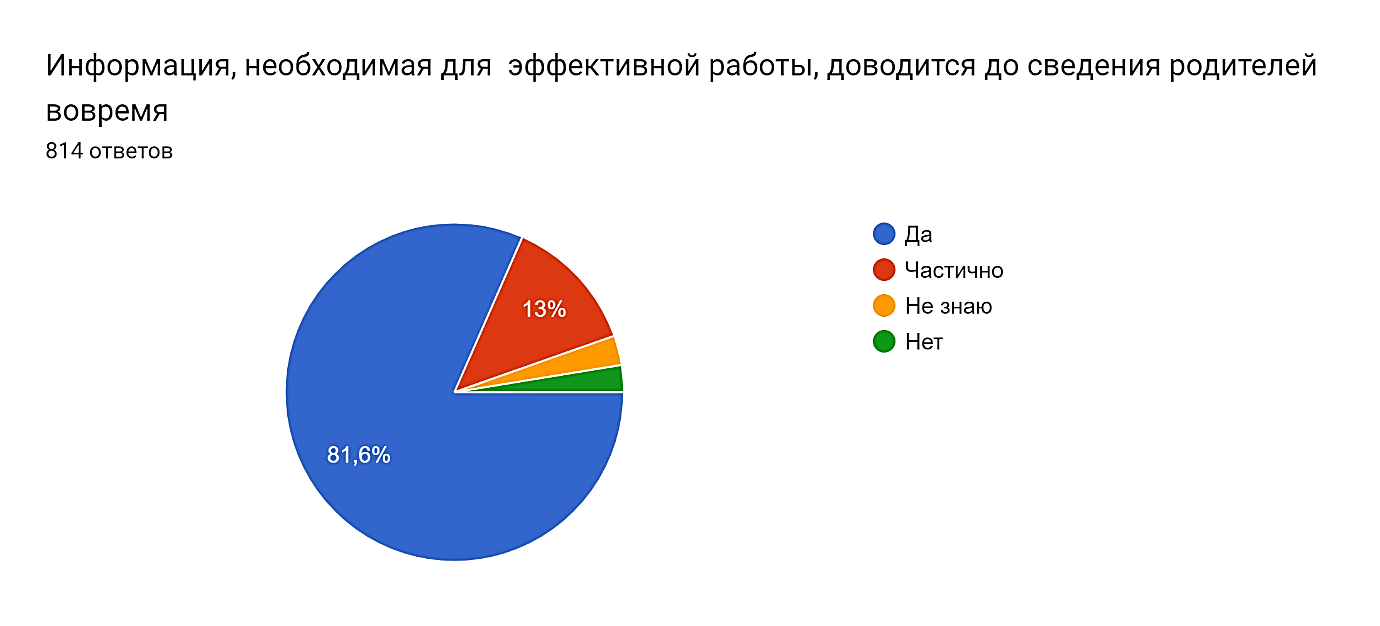 Информация, необходимая для  эффективной работы, доводится до сведения родителей
вовремя
814 ответов
Да
Частично
Не знаю
Нет
13%
81,6%